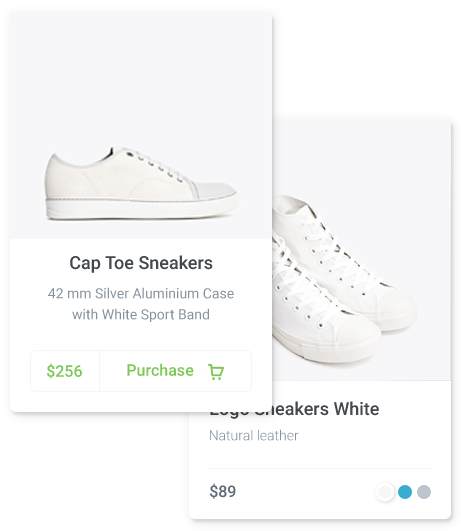 Cap Toe Sneakers
42 mm Silver Aluminium Case
with White Sport Band
$256
Purchase
Logo Sneakers White
Natural leather
$89